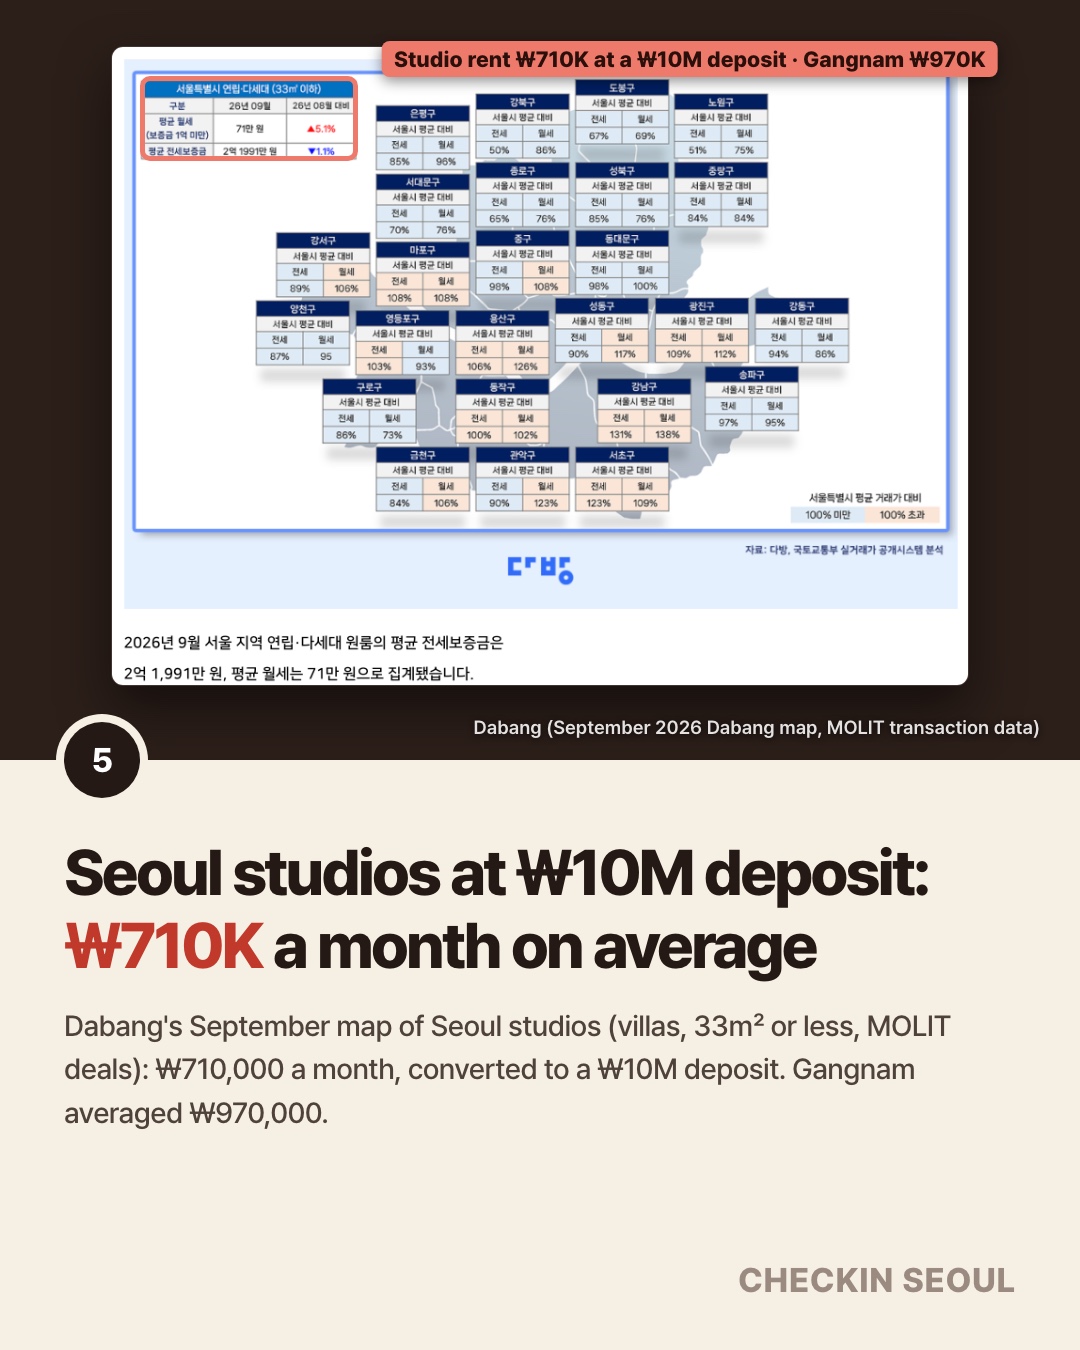 Studio rent ₩710K at a ₩10M deposit · Gangnam ₩970K
서울특별시 연립·다세대 (33㎡ 이하)
구분 26년 09월 26년 08월 대비
평균 월세
(보증금 1억 미만) 71만 원 ▲5.1%
평균 전세보증금 2억 1991만 원 ▼1.1%
도봉구
서울시 평균 대비
전세 월세
67% 69%
강북구
서울시 평균 대비
전세 월세
50% 86%
노원구
서울시 평균 대비
전세 월세
51% 75%
은평구
서울시 평균 대비
전세 월세
85% 96%
종로구
서울시 평균 대비
전세 월세
65% 76%
성북구
서울시 평균 대비
전세 월세
85% 76%
중랑구
서울시 평균 대비
전세 월세
84% 84%
서대문구
서울시 평균 대비
전세 월세
70% 76%
강서구
서울시 평균 대비
전세 월세
89% 106%
마포구
서울시 평균 대비
전세 월세
108% 108%
중구
서울시 평균 대비
전세 월세
98% 108%
동대문구
서울시 평균 대비
전세 월세
98% 100%
양천구
서울시 평균 대비
전세 월세
87% 95
영등포구
서울시 평균 대비
전세 월세
103% 93%
용산구
서울시 평균 대비
전세 월세
106% 126%
성동구
서울시 평균 대비
전세 월세
90% 117%
광진구
서울시 평균 대비
전세 월세
109% 112%
강동구
서울시 평균 대비
전세 월세
94% 86%
구로구
서울시 평균 대비
전세 월세
86% 73%
동작구
서울시 평균 대비
전세 월세
100% 102%
강남구
서울시 평균 대비
전세 월세
131% 138%
송파구
서울시 평균 대비
전세 월세
97% 95%
금천구
서울시 평균 대비
전세 월세
84% 106%
관악구
서울시 평균 대비
전세 월세
90% 123%
서초구
서울시 평균 대비
전세 월세
123% 109%
서울특별시 평균 거래가 대비
100% 미만 100% 초과
자료: 다방, 국토교통부 실거래가 공개시스템 분석
다방
2026년 9월 서울 지역 연립·다세대 원룸의 평균 전세보증금은
2억 1,991만 원, 평균 월세는 71만 원으로 집계됐습니다.
Dabang (September 2026 Dabang map, MOLIT transaction data)
5
Seoul studios at ₩10M deposit:
₩710K a month on average
Dabang's September map of Seoul studios (villas, 33m² or less, MOLIT
deals): ₩710,000 a month, converted to a ₩10M deposit. Gangnam
averaged ₩970,000.
CHECKIN SEOUL